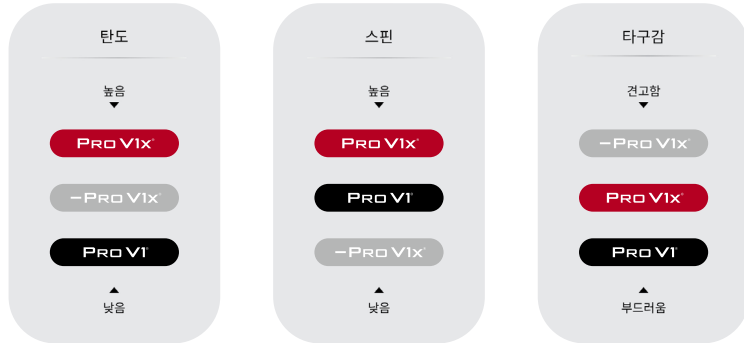 탄도
높음
PRO V1x®
–PRO V1x®
PRO V1®
낮음
스핀
높음
PRO V1x®
PRO V1®
–PRO V1x®
낮음
타구감
견고함
–PRO V1x®
PRO V1x®
PRO V1®
부드러움